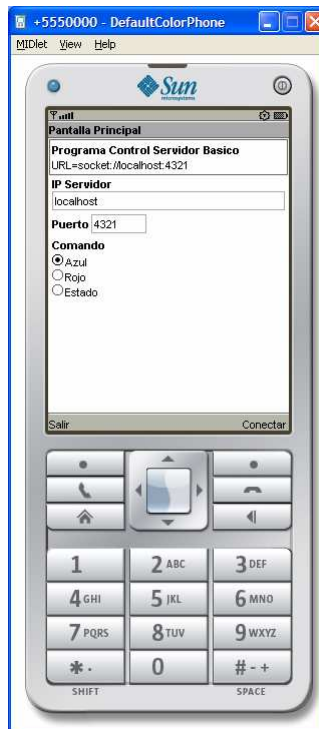 +5550000 - DefaultColorPhone
MIDlet View Help
Sun
microsystems
Pantalla Principal
Programa Control Servidor Basico
URL=socket://localhost:4321
IP Servidor
localhost
Puerto 4321
Comando
Azul
Rojo
Estado
Salir Conectar
1 2 ABC 3 DEF
4 GHI 5 JKL 6 MNO
7 PQRS 8 TUV 9 WXYZ
* . 0 # - +
SHIFT SPACE